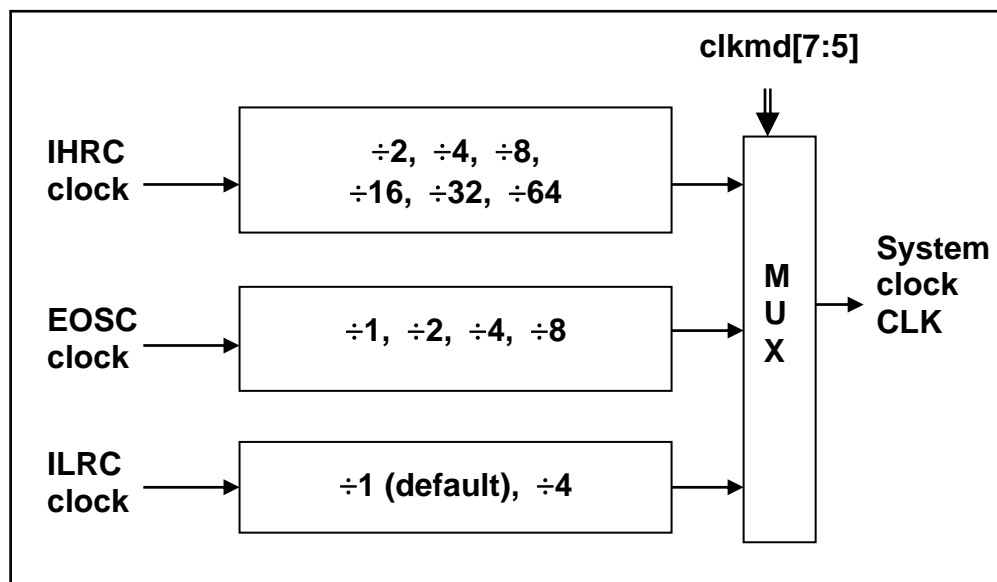 clkmd[7:5]
IHRC
clock
÷2, ÷4, ÷8,
÷16, ÷32, ÷64
EOSC
clock
÷1, ÷2, ÷4, ÷8
ILRC
clock
÷1 (default), ÷4
M
U
X
System
clock
CLK